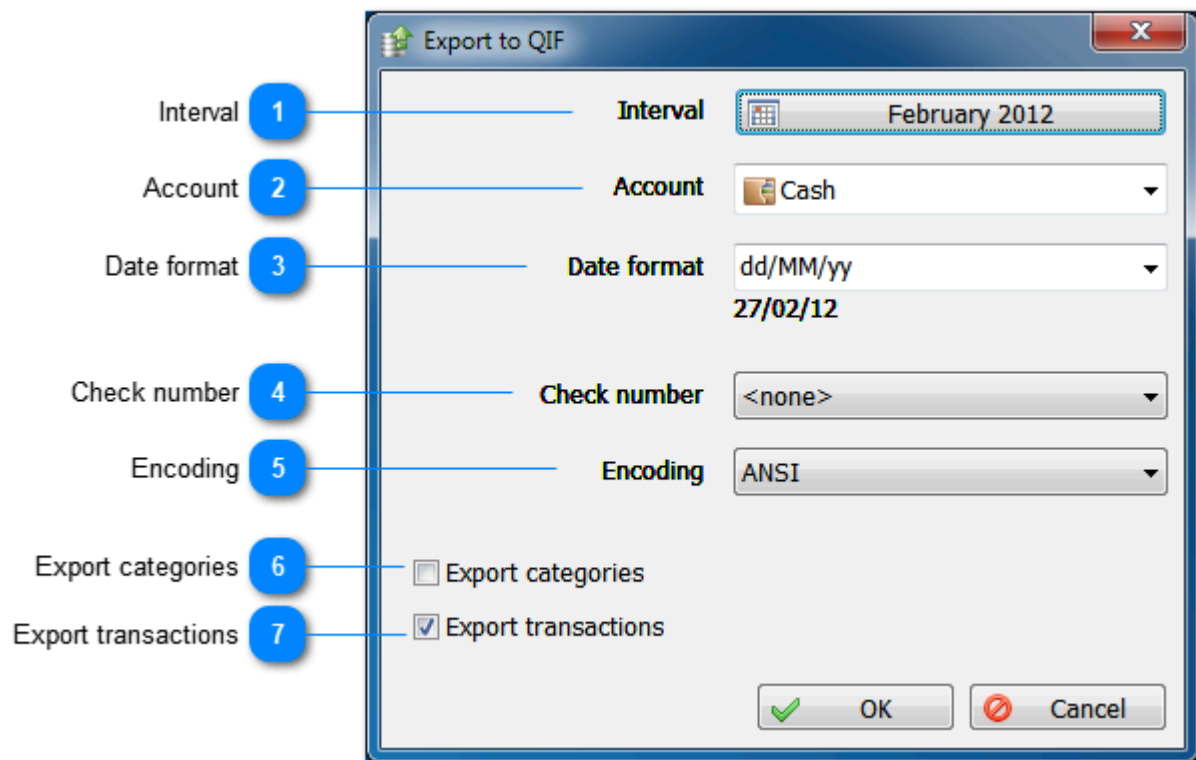 Export to QIF
Interval 1 Interval February 2012
Account 2 Account Cash
Date format 3 Date format dd/MM/yy
27/02/12
Check number 4 Check number <none>
Encoding 5 Encoding ANSI
Export categories 6 Export categories
Export transactions 7 Export transactions
OK Cancel